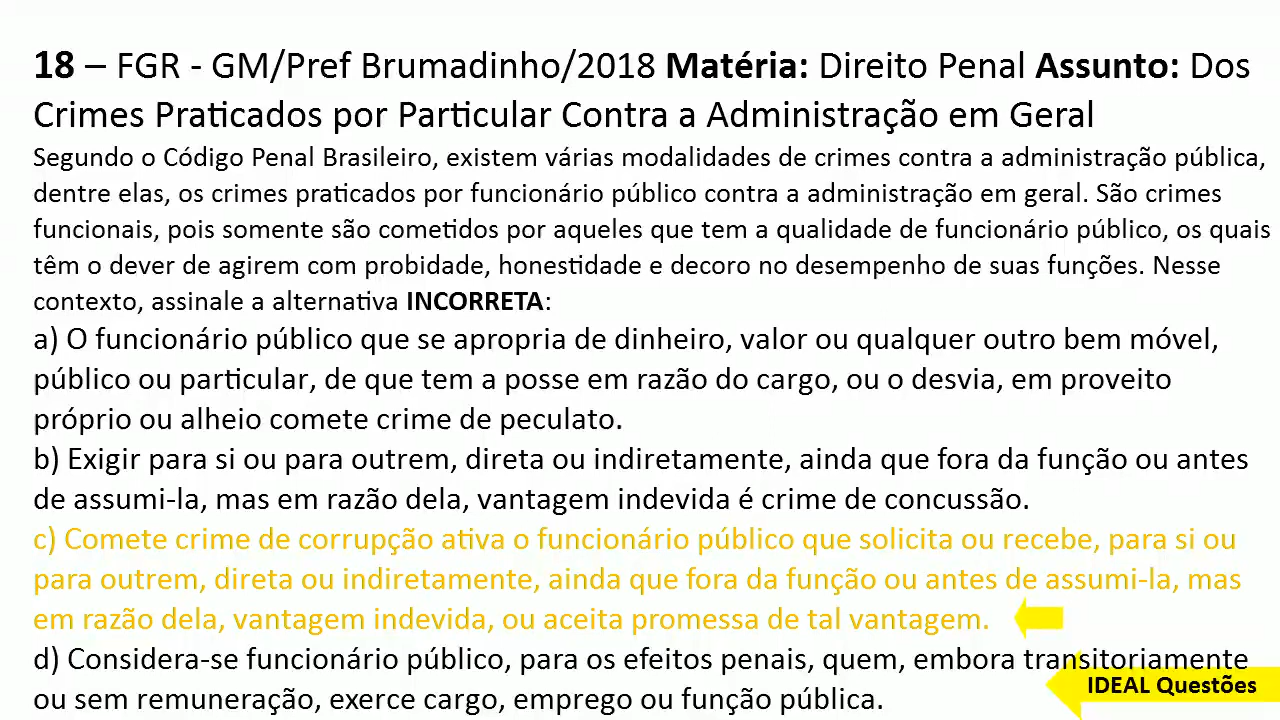 18 – FGR - GM/Pref Brumadinho/2018 Matéria: Direito Penal Assunto: Dos
Crimes Praticados por Particular Contra a Administração em Geral
Segundo o Código Penal Brasileiro, existem várias modalidades de crimes contra a administração pública,
dentre elas, os crimes praticados por funcionário público contra a administração em geral. São crimes
funcionais, pois somente são cometidos por aqueles que tem a qualidade de funcionário público, os quais
têm o dever de agirem com probidade, honestidade e decoro no desempenho de suas funções. Nesse
contexto, assinale a alternativa INCORRETA:
a) O funcionário público que se apropria de dinheiro, valor ou qualquer outro bem móvel,
público ou particular, de que tem a posse em razão do cargo, ou o desvia, em proveito
próprio ou alheio comete crime de peculato.
b) Exigir para si ou para outrem, direta ou indiretamente, ainda que fora da função ou antes
de assumi-la, mas em razão dela, vantagem indevida é crime de concussão.
c) Comete crime de corrupção ativa o funcionário público que solicita ou recebe, para si ou
para outrem, direta ou indiretamente, ainda que fora da função ou antes de assumi-la, mas
em razão dela, vantagem indevida, ou aceita promessa de tal vantagem.
d) Considera-se funcionário público, para os efeitos penais, quem, embora transitoriamente
ou sem remuneração, exerce cargo, emprego ou função pública.
IDEAL Questões